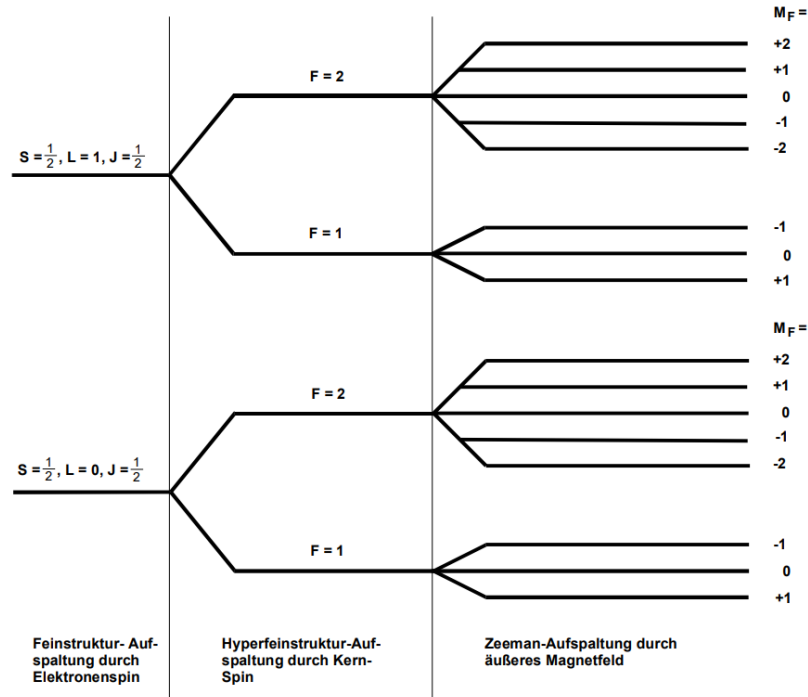 M F =
+2
F = 2
+1
0
-1
S = 1/2 , L = 1, J = 1/2
-2
F = 1
-1
0
+1
M F =
+2
F = 2
+1
0
-1
S = 1/2 , L = 0, J = 1/2
-2
F = 1
-1
0
+1
Feinstruktur- Auf-
spaltung durch
Elektronenspin
Hyperfeinstruktur-Auf-
spaltung durch Kern-
Spin
Zeeman-Aufspaltung durch
äußeres Magnetfeld